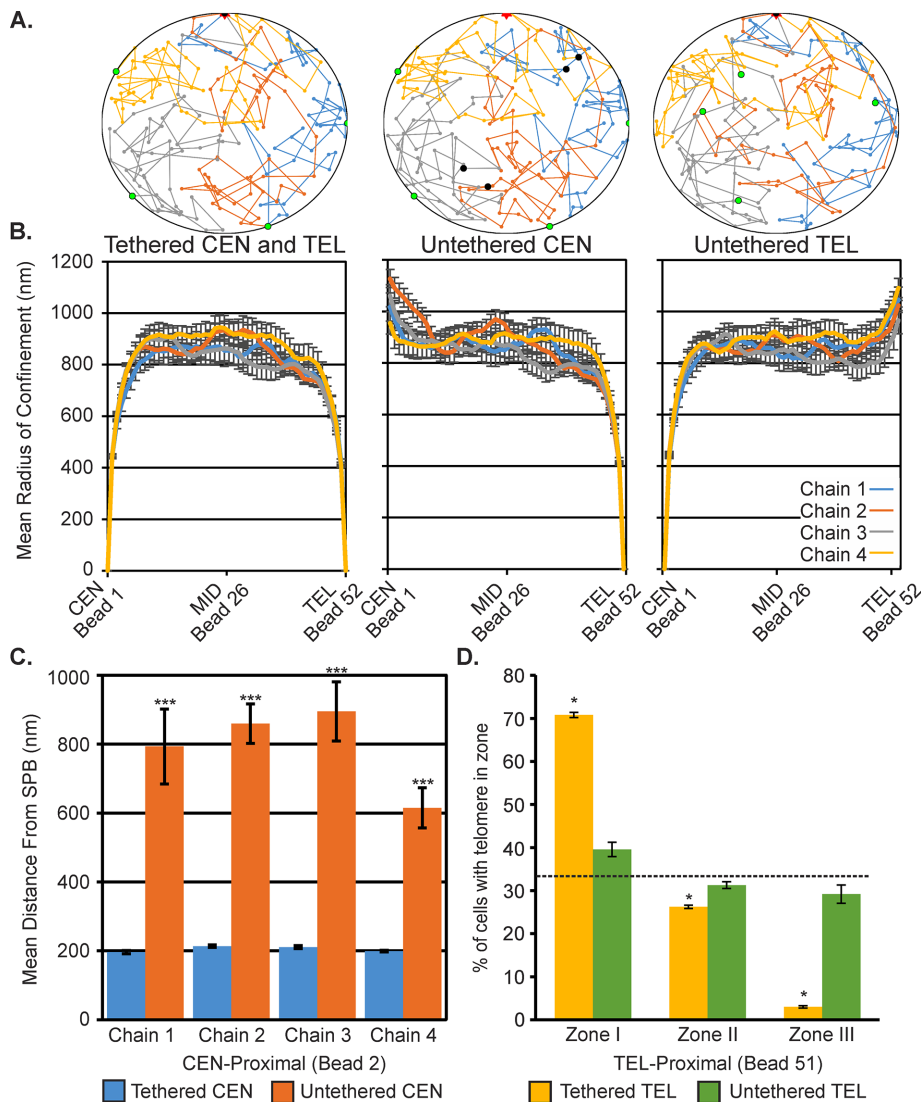 A.
Tethered CEN and TEL
Untethered CEN
Untethered TEL
B.
Mean Radius of Confinement (nm)
1200
1000
800
600
400
200
0
CEN
Bead 1
MID
Bead 26
TEL
Bead 52
CEN
Bead 1
MID
Bead 26
TEL
Bead 52
CEN
Bead 1
MID
Bead 26
TEL
Bead 52
Chain 1
Chain 2
Chain 3
Chain 4
C.
Mean Distance From SPB (nm)
1000
800
600
400
200
0
***
***
***
***
Chain 1
Chain 2
Chain 3
Chain 4
CEN-Proximal (Bead 2)
Tethered CEN
Untethered CEN
D.
% of cells with telomere in zone
80
70
60
50
40
30
20
10
0
*
*
*
Zone I
Zone II
Zone III
TEL-Proximal (Bead 51)
Tethered TEL
Untethered TEL